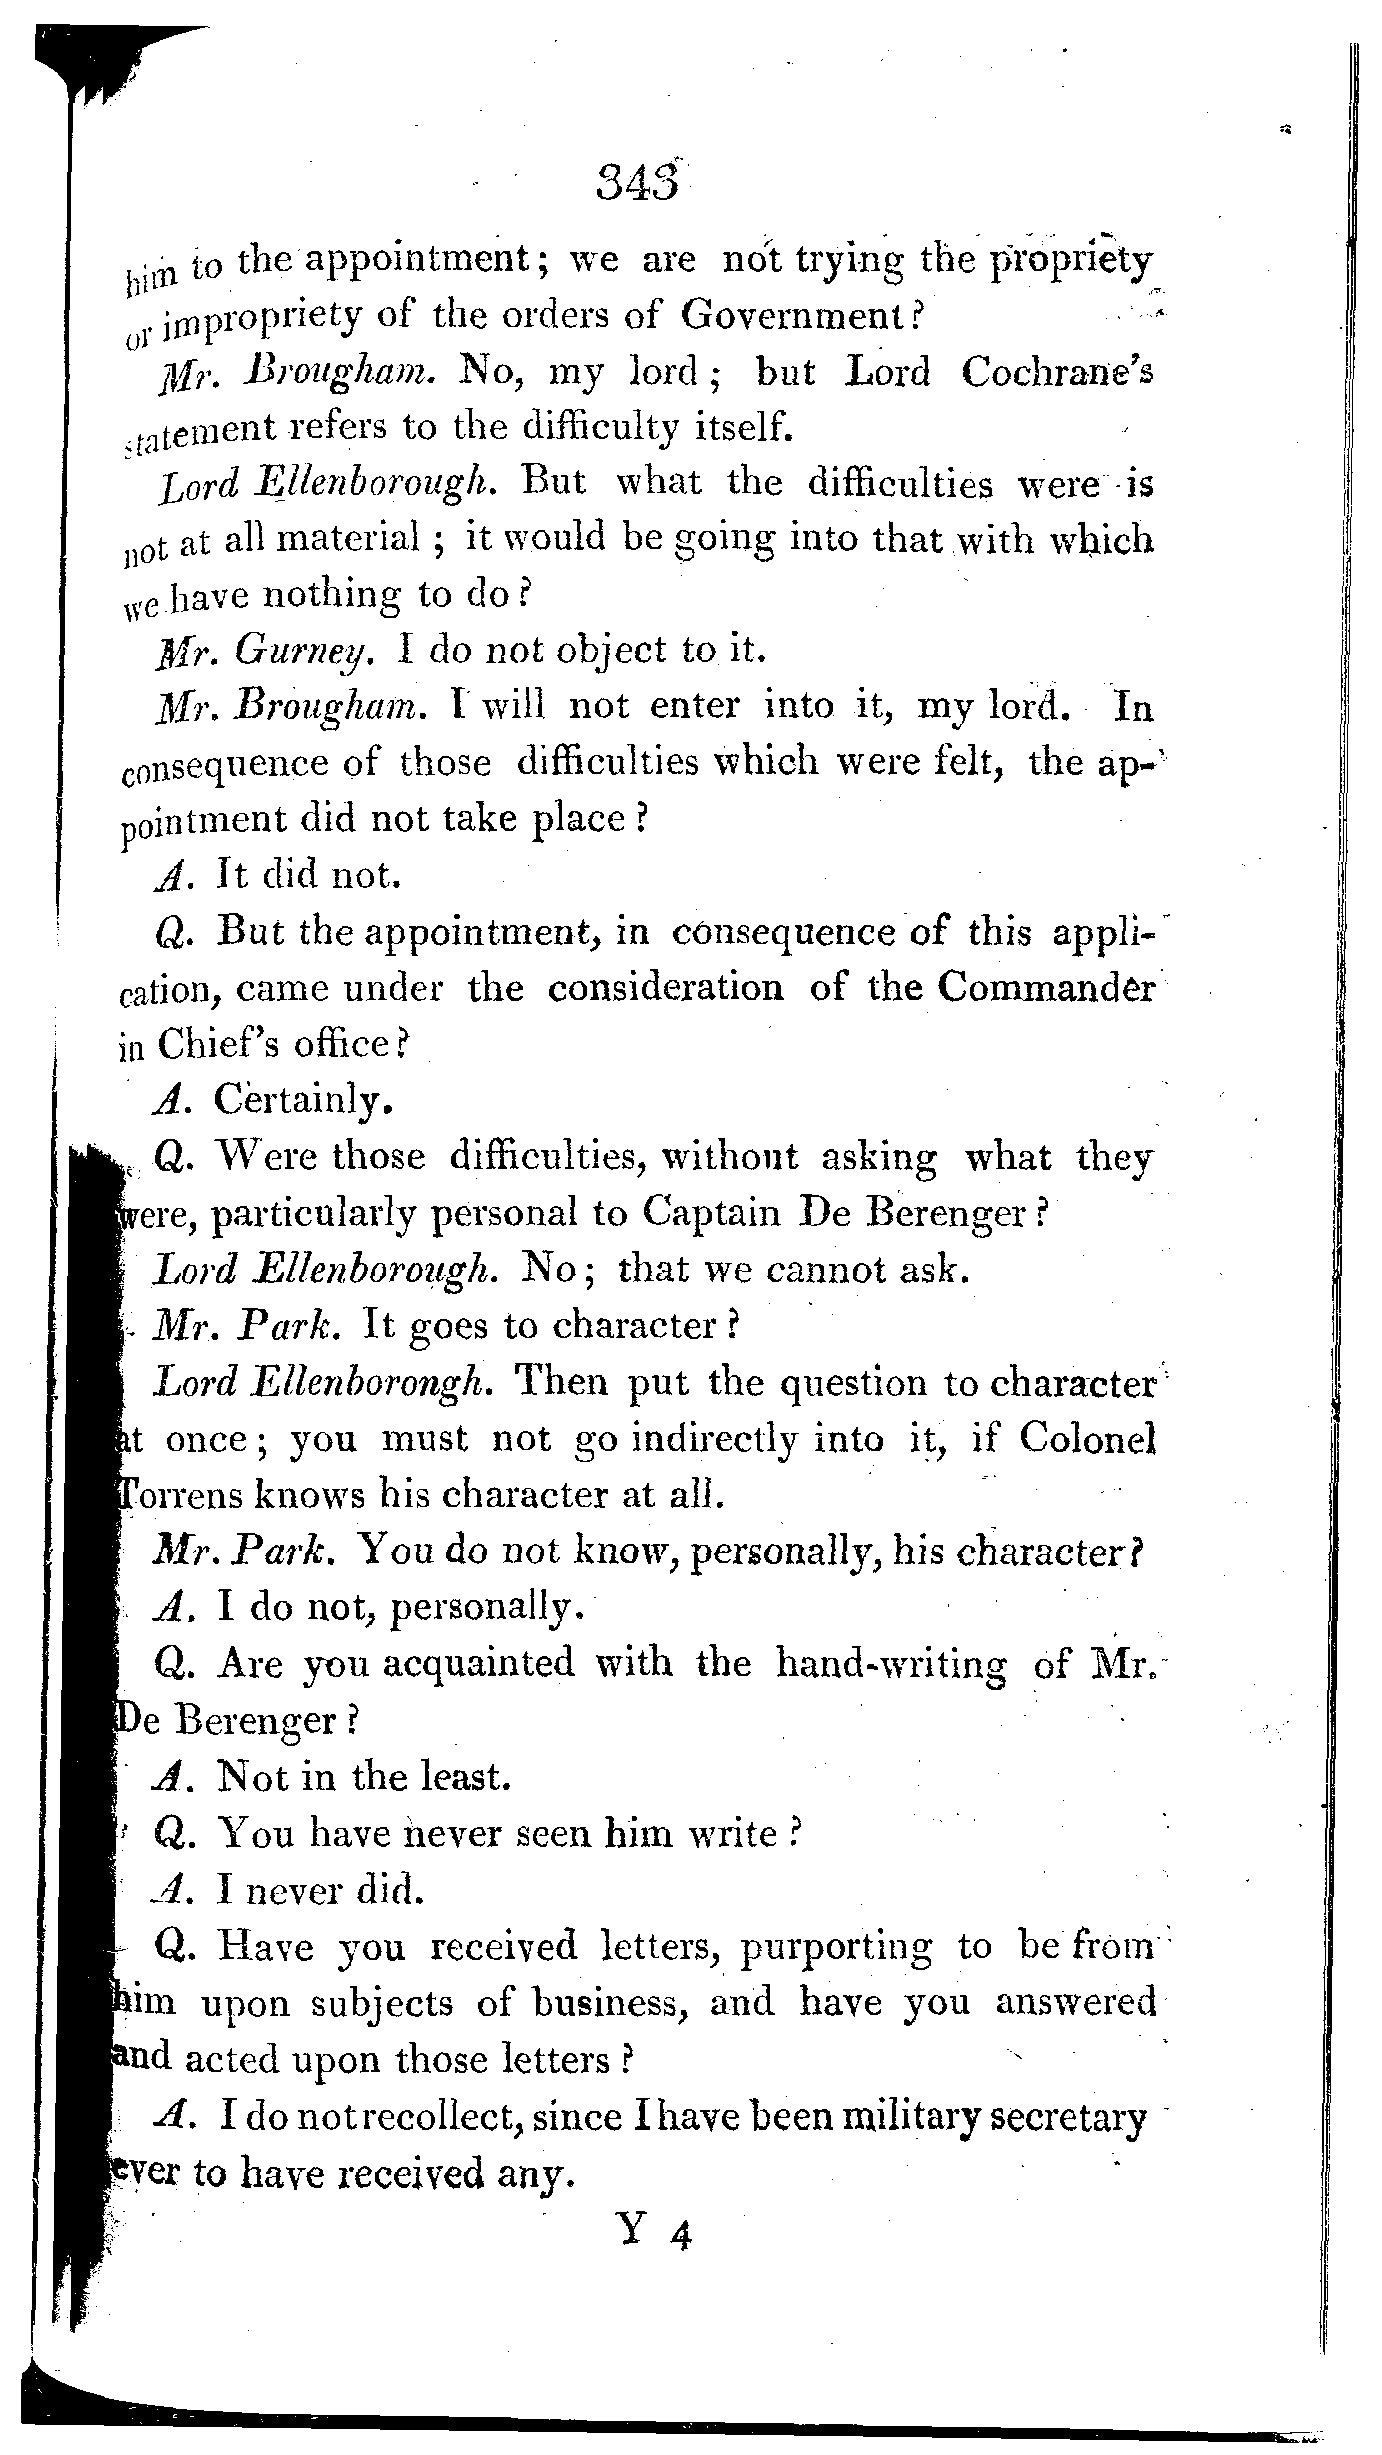 343
him to the appointment; we are not trying the propriety
or impropriety of the orders of Government?
Mr. Brougham. No, my lord; but Lord Cochrane's
statement refers to the difficulty itself.
Lord Ellenborough. But what the difficulties were is
not at all material; it would be going into that with which
we have nothing to do?
Mr. Gurney. I do not object to it.
Mr. Brougham. I will not enter into it, my lord. In
consequence of those difficulties which were felt, the ap-
pointment did not take place?
A. It did not.
Q. But the appointment, in consequence of this appli-
cation, came under the consideration of the Commander
in Chief's office?
A. Certainly.
Q. Were those difficulties, without asking what they
were, particularly personal to Captain De Berenger?
Lord Ellenborough. No; that we cannot ask.
Mr. Park. It goes to character?
Lord Ellenborongh. Then put the question to character
at once; you must not go indirectly into it, if Colonel
Torrens knows his character at all.
Mr. Park. You do not know, personally, his character?
A. I do not, personally.
Q. Are you acquainted with the hand-writing of Mr.
De Berenger?
A. Not in the least.
Q. You have never seen him write?
A. I never did.
Q. Have you received letters, purporting to be from
him upon subjects of business, and have you answered
and acted upon those letters?
A. I do not recollect, since I have been military secretary
ever to have received any.
Y 4